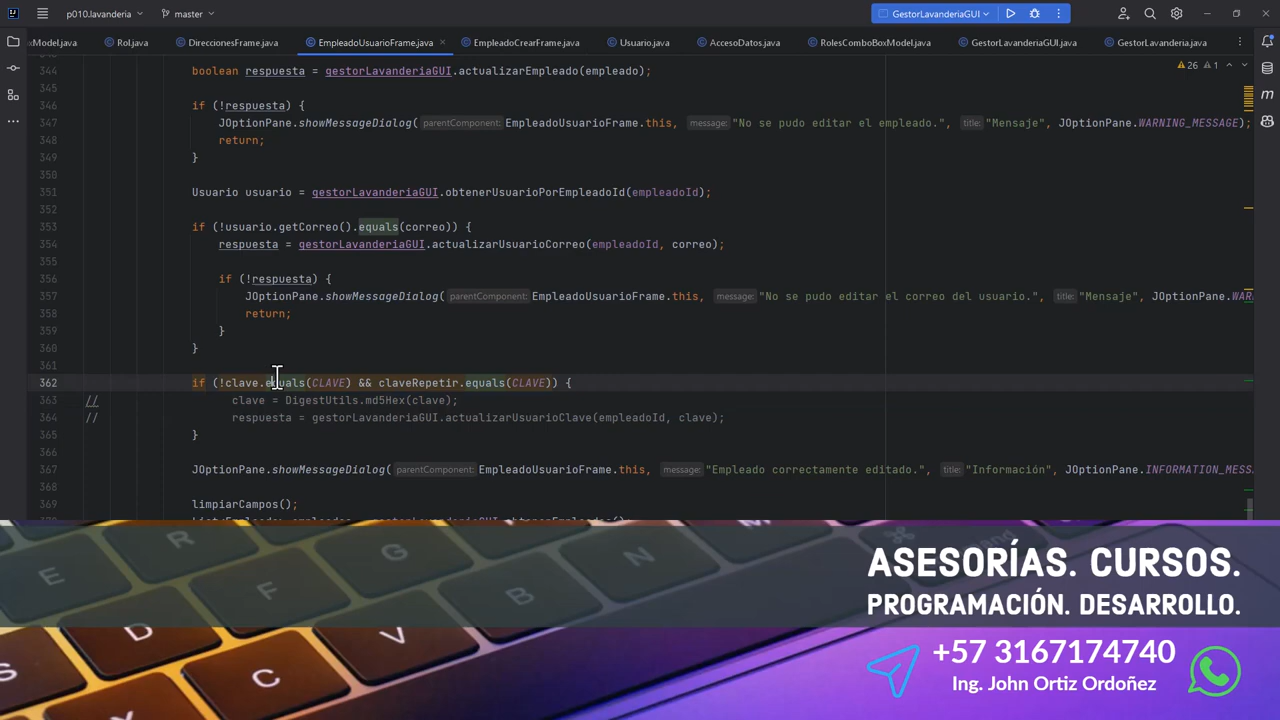 p010.lavanderia master GestorLavanderiaGUI
oxModel.java Rol.java DireccionesFrame.java EmpleadoUsuarioFrame.java EmpleadoCrearFrame.java Usuario.java AccesoDatos.java RolesComboBoxModel.java GestorLavanderiaGUI.java GestorLavanderia.java
26 1
344 boolean respuesta = gestorLavanderiaGUI.actualizarEmpleado(empleado);
345
346 if (!respuesta) {
347 JOptionPane.showMessageDialog( parentComponent: EmpleadoUsuarioFrame.this, message: "No se pudo editar el empleado.", title: "Mensaje", JOptionPane.WARNING_MESSAGE);
348 return;
349 }
350
351 Usuario usuario = gestorLavanderiaGUI.obtenerUsuarioPorEmpleadoId(empleadoId);
352
353 if (!usuario.getCorreo().equals(correo)) {
354 respuesta = gestorLavanderiaGUI.actualizarUsuarioCorreo(empleadoId, correo);
355
356 if (!respuesta) {
357 JOptionPane.showMessageDialog( parentComponent: EmpleadoUsuarioFrame.this, message: "No se pudo editar el correo del usuario.", title: "Mensaje", JOptionPane.WAR
358 return;
359 }
360 }
361
362 if (!clave.equals(CLAVE) && claveRepetir.equals(CLAVE)) {
363 // clave = DigestUtils.md5Hex(clave);
364 // respuesta = gestorLavanderiaGUI.actualizarUsuarioClave(empleadoId, clave);
365 }
366
367 JOptionPane.showMessageDialog( parentComponent: EmpleadoUsuarioFrame.this, message: "Empleado correctamente editado.", title: "Información", JOptionPane.INFORMATION_MESS
368
369 limpiarCampos();
ASESORÍAS. CURSOS.
PROGRAMACIÓN. DESARROLLO.
+57 3167174740
Ing. John Ortiz Ordoñez